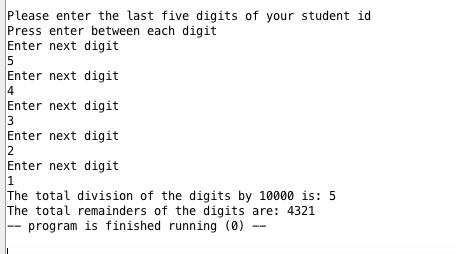 Please enter the last five digits of your student id
Press enter between each digit
Enter next digit
5
Enter next digit
4
Enter next digit
3
Enter next digit
2
Enter next digit
1
The total division of the digits by 10000 is: 5
The total remainders of the digits are: 4321
-- program is finished running (0) --